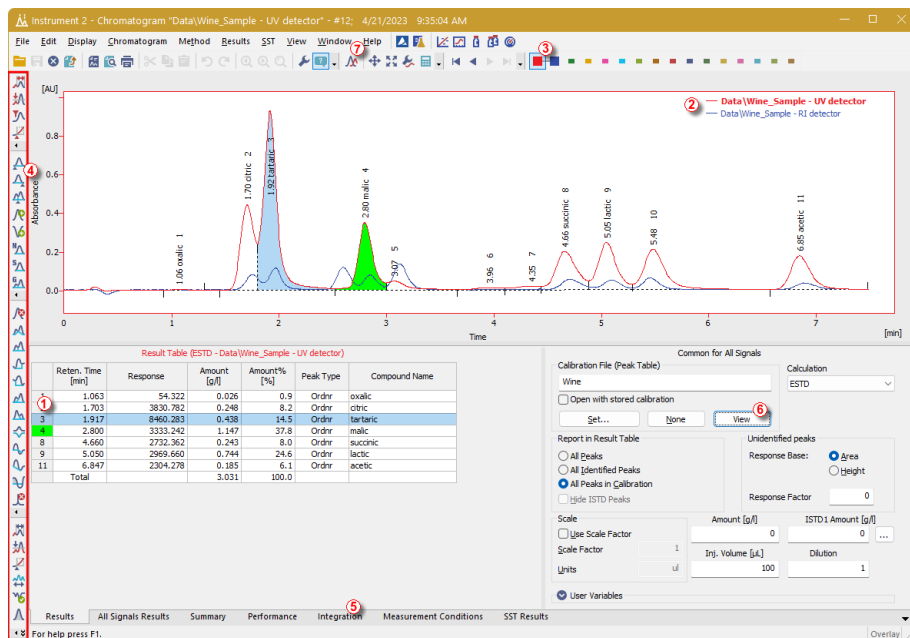 Instrument 2 - Chromatogram "Data\Wine_Sample - UV detector" - #12; 4/21/2023 9:35:04 AM
File Edit Display Chromatogram Method Results SST View Window Help
⑦
③
[AU]
② Data\Wine_Sample - UV detector
Data\Wine_Sample - RI detector
④
Absorbance
0.8
0.6
0.4
0.2
0.0
1.06 oxalic 1
1.70 citric 2
1.92 tartaric 3
2.80 malic 4
3.07 5
3.96 6
4.35 7
4.66 succinic 8
5.05 lactic 9
5.48 10
6.85 acetic 11
0 1 2 3 4 5 6 7
Time
[min]
Result Table (ESTD - Data\Wine_Sample - UV detector)
Reten. Time [min] Response Amount [g/l] Amount% [%] Peak Type Compound Name
1.063 54.322 0.026 0.9 Ordnr oxalic
① 1.703 3830.782 0.248 8.2 Ordnr citric
3 1.917 8460.283 0.438 14.5 Ordnr tartaric
4 2.800 3333.242 1.147 37.8 Ordnr malic
8 4.660 2732.362 0.243 8.0 Ordnr succinic
9 5.050 2969.660 0.744 24.6 Ordnr lactic
11 6.847 2304.278 0.185 6.1 Ordnr acetic
Total 3.031 100.0
Common for All Signals
Calibration File (Peak Table)
Wine
Open with stored calibration
Set... None View ⑥
Calculation
ESTD
Report in Result Table
All Peaks
All Identified Peaks
All Peaks in Calibration
Hide ISTD Peaks
Unidentified peaks
Response Base: Area
Height
Response Factor 0
Scale
Use Scale Factor
Scale Factor 1
Units ul
Amount [g/l] ISTD1 Amount [g/l]
0 0 ...
Inj. Volume [µL] Dilution
100 1
User Variables
⑤
Results All Signals Results Summary Performance Integration Measurement Conditions SST Results
For help press F1.
Overlay